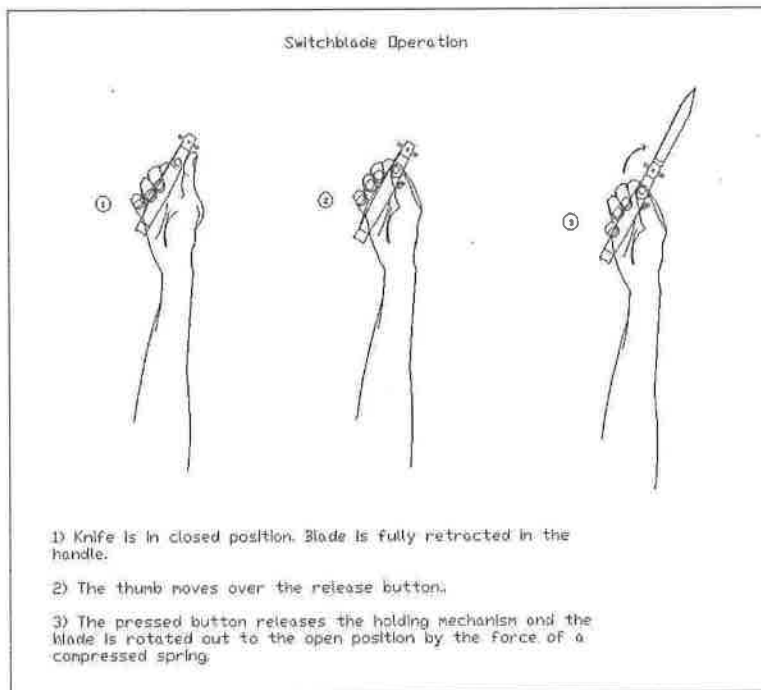 Switchblade Operation
1
2
3
1) Knife is in closed position. Blade is fully retracted in the
handle.
2) The thumb moves over the release button..
3) The pressed button releases the holding mechanism and the
blade is rotated out to the open position by the force of a
compressed spring.